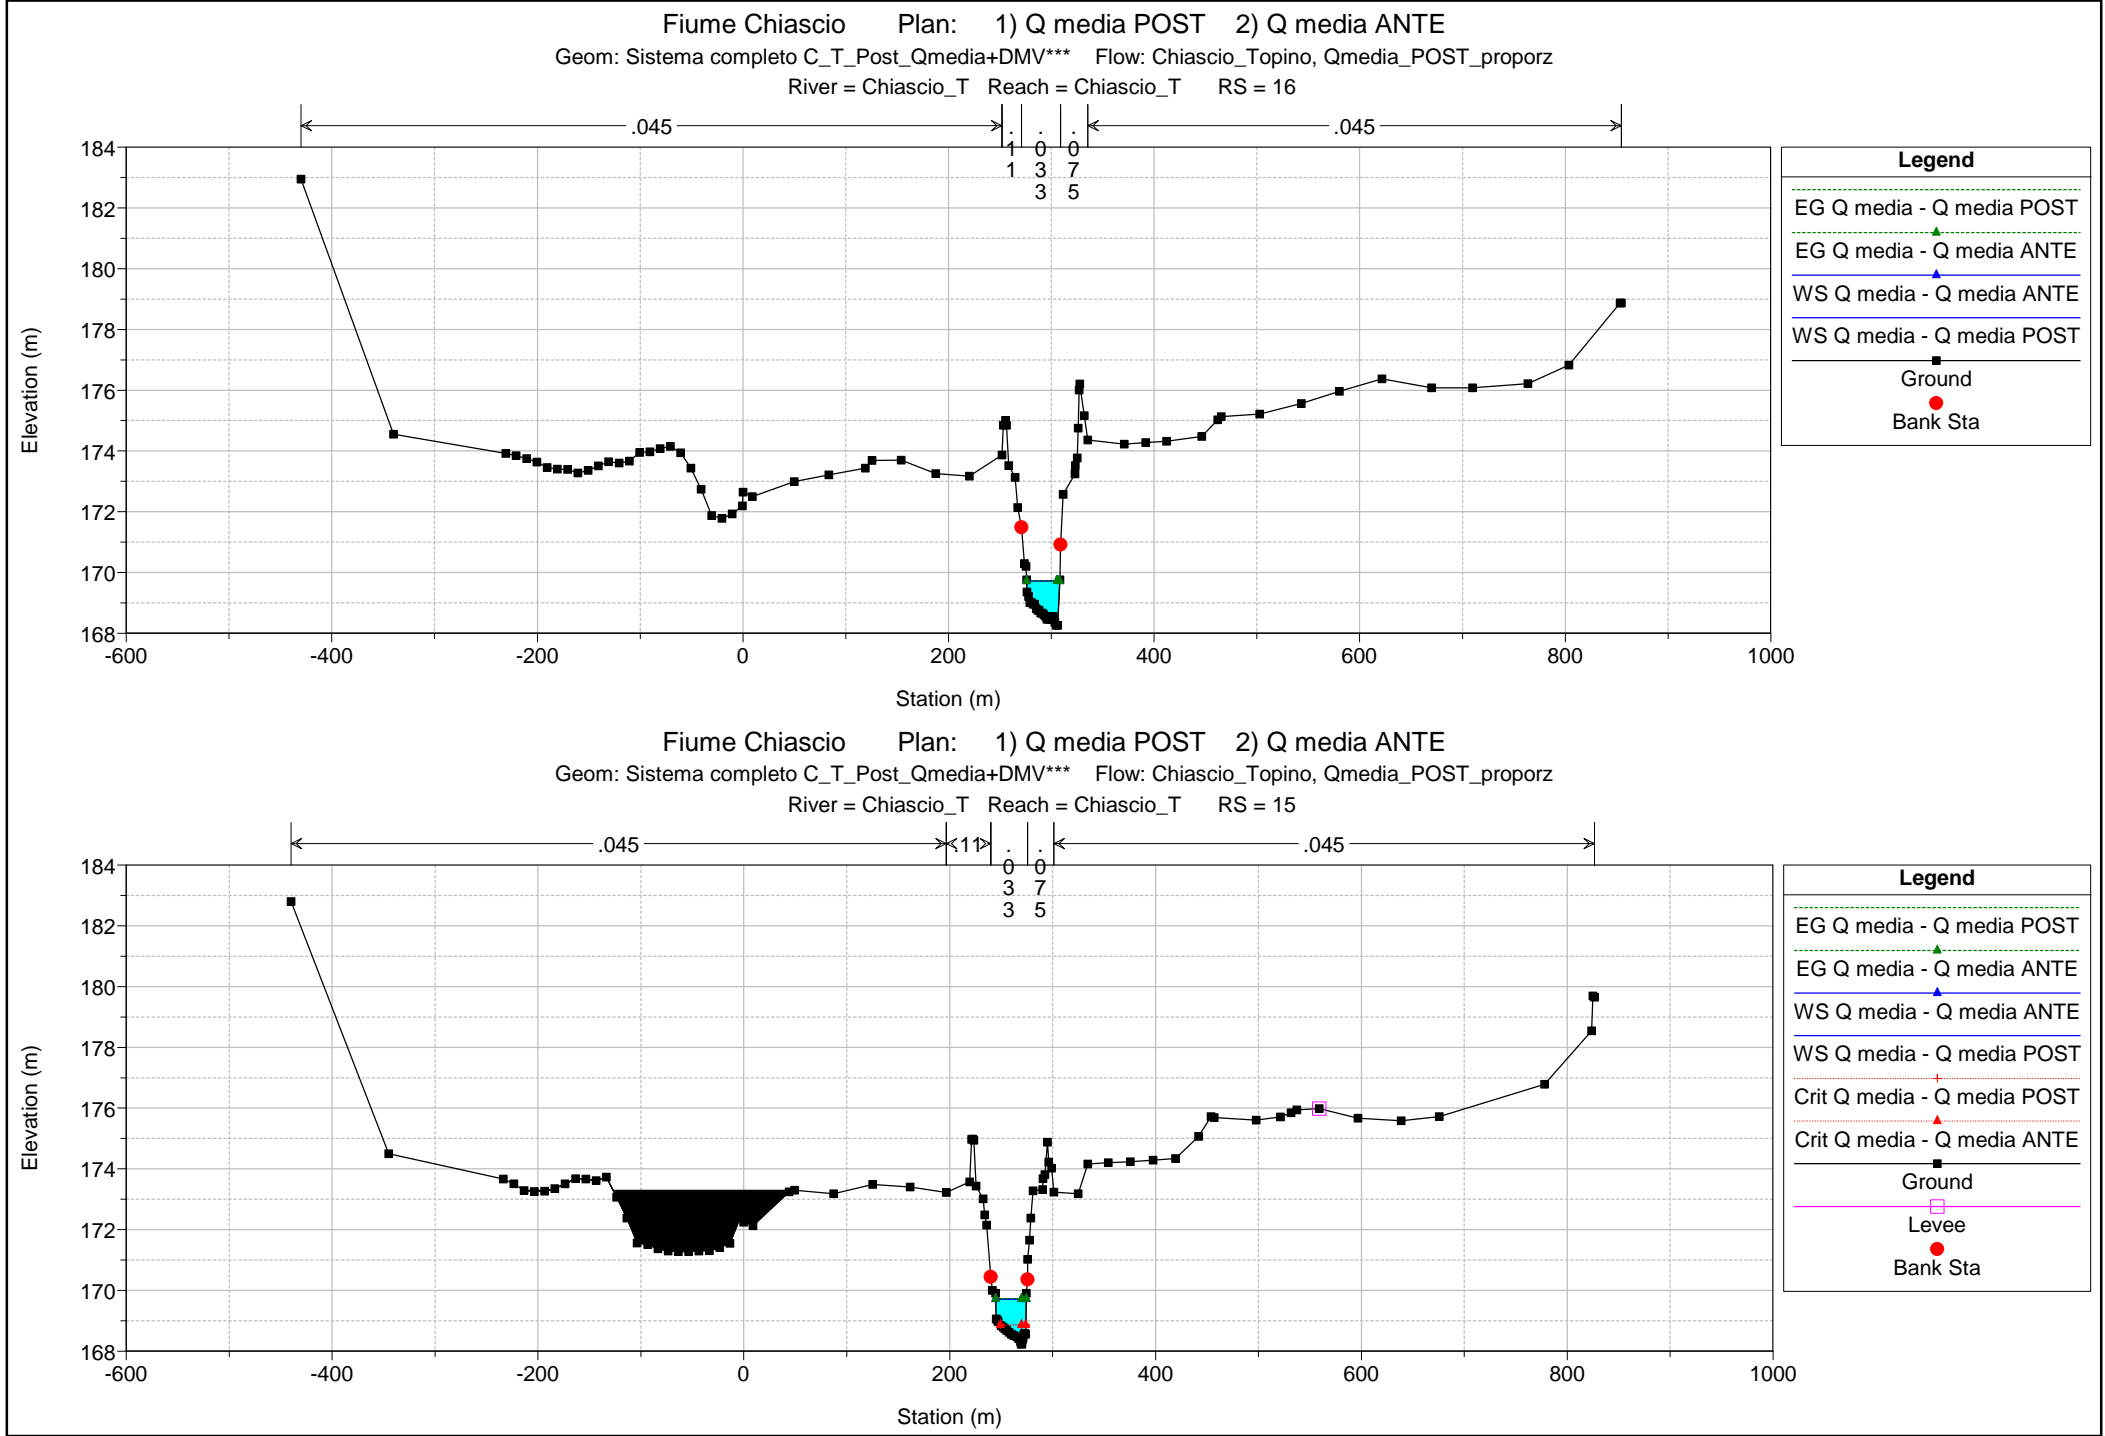 Fiume Chiascio Plan: 1) Q media POST 2) Q media ANTE
Geom: Sistema completo C_T_Post_Qmedia+DMV*** Flow: Chiascio_Topino, Qmedia_POST_proporz
River = Chiascio_T Reach = Chiascio_T RS = 16
.045
.11
.033
.075
.045
184
182
180
178
176
174
172
170
168
Elevation (m)
-600 -400 -200 0 200 400 600 800 1000
Station (m)
Legend
EG Q media - Q media POST
EG Q media - Q media ANTE
WS Q media - Q media ANTE
WS Q media - Q media POST
Ground
Bank Sta
Fiume Chiascio Plan: 1) Q media POST 2) Q media ANTE
Geom: Sistema completo C_T_Post_Qmedia+DMV*** Flow: Chiascio_Topino, Qmedia_POST_proporz
River = Chiascio_T Reach = Chiascio_T RS = 15
.045
.11
.033
.075
.045
184
182
180
178
176
174
172
170
168
Elevation (m)
-600 -400 -200 0 200 400 600 800 1000
Station (m)
Legend
EG Q media - Q media POST
EG Q media - Q media ANTE
WS Q media - Q media ANTE
WS Q media - Q media POST
Crit Q media - Q media POST
Crit Q media - Q media ANTE
Ground
Levee
Bank Sta